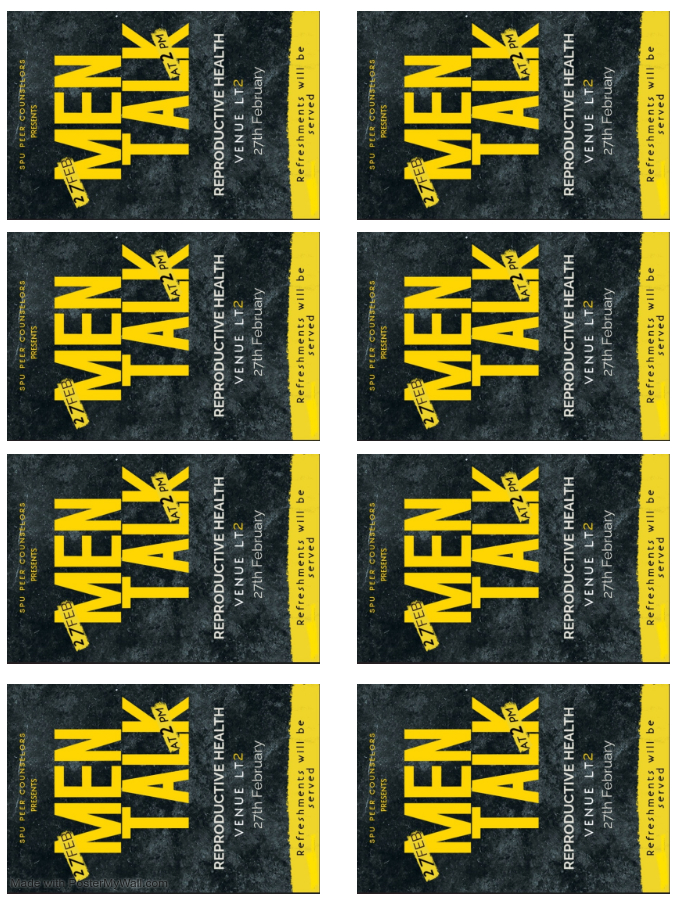 SPU PEER COUNSELORS
PRESENTS
27 FEB
MEN
TALK
AT 2 PM
REPRODUCTIVE HEALTH
VENUE LT2
27th February
Refreshments will be
served
SPU PEER COUNSELORS
PRESENTS
27 FEB
MEN
TALK
AT 2 PM
REPRODUCTIVE HEALTH
VENUE LT2
27th February
Refreshments will be
served
SPU PEER COUNSELORS
PRESENTS
27 FEB
MEN
TALK
AT 2 PM
REPRODUCTIVE HEALTH
VENUE LT2
27th February
Refreshments will be
served
SPU PEER COUNSELORS
PRESENTS
27 FEB
MEN
TALK
AT 2 PM
REPRODUCTIVE HEALTH
VENUE LT2
27th February
Refreshments will be
served
SPU PEER COUNSELORS
PRESENTS
27 FEB
MEN
TALK
AT 2 PM
REPRODUCTIVE HEALTH
VENUE LT2
27th February
Refreshments will be
served
SPU PEER COUNSELORS
PRESENTS
27 FEB
MEN
TALK
AT 2 PM
REPRODUCTIVE HEALTH
VENUE LT2
27th February
Refreshments will be
served
SPU PEER COUNSELORS
PRESENTS
27 FEB
MEN
TALK
AT 2 PM
REPRODUCTIVE HEALTH
VENUE LT2
27th February
Refreshments will be
served
Made with PosterMyWall.com
SPU PEER COUNSELORS
PRESENTS
27 FEB
MEN
TALK
AT 2 PM
REPRODUCTIVE HEALTH
VENUE LT2
27th February
Refreshments will be
served